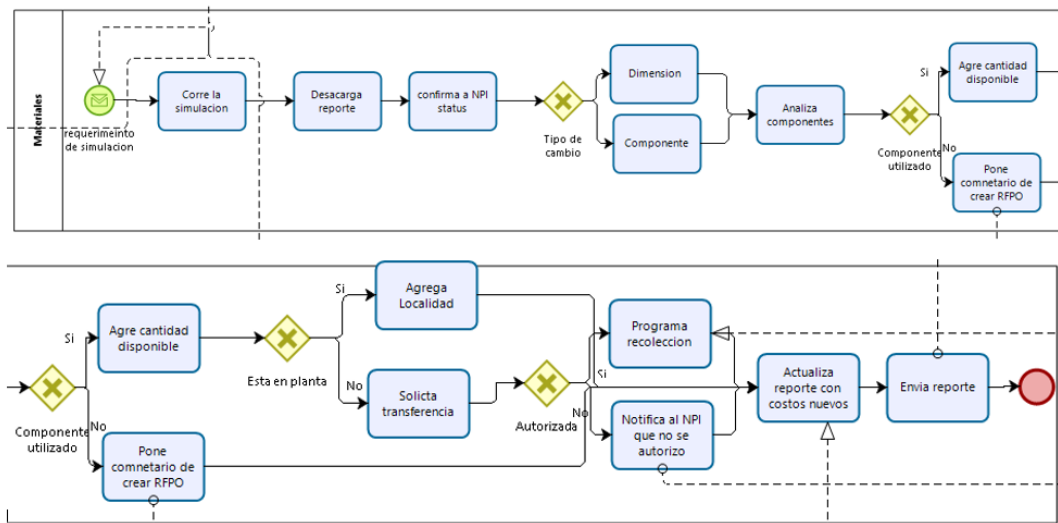 Materiales
requerimeinto
de simulacion
Corre la
simulacion
Desacarga
reporte
confirma a NPI
status
Tipo de
cambio
Dimension
Componente
Analiza
componentes
Componente
utilizado
Si
No
Agre cantidad
disponible
Pone
comnetario de
crear RFPO
Componente
utilizado
Si
No
Agre cantidad
disponible
Pone
comnetario de
crear RFPO
Esta en planta
Si
No
Agrega
Localidad
Solicta
transferencia
Autorizada
Si
No
Programa
recoleccion
Notifica al NPI
que no se
autorizo
Actualiza
reporte con
costos nuevos
Envia reporte